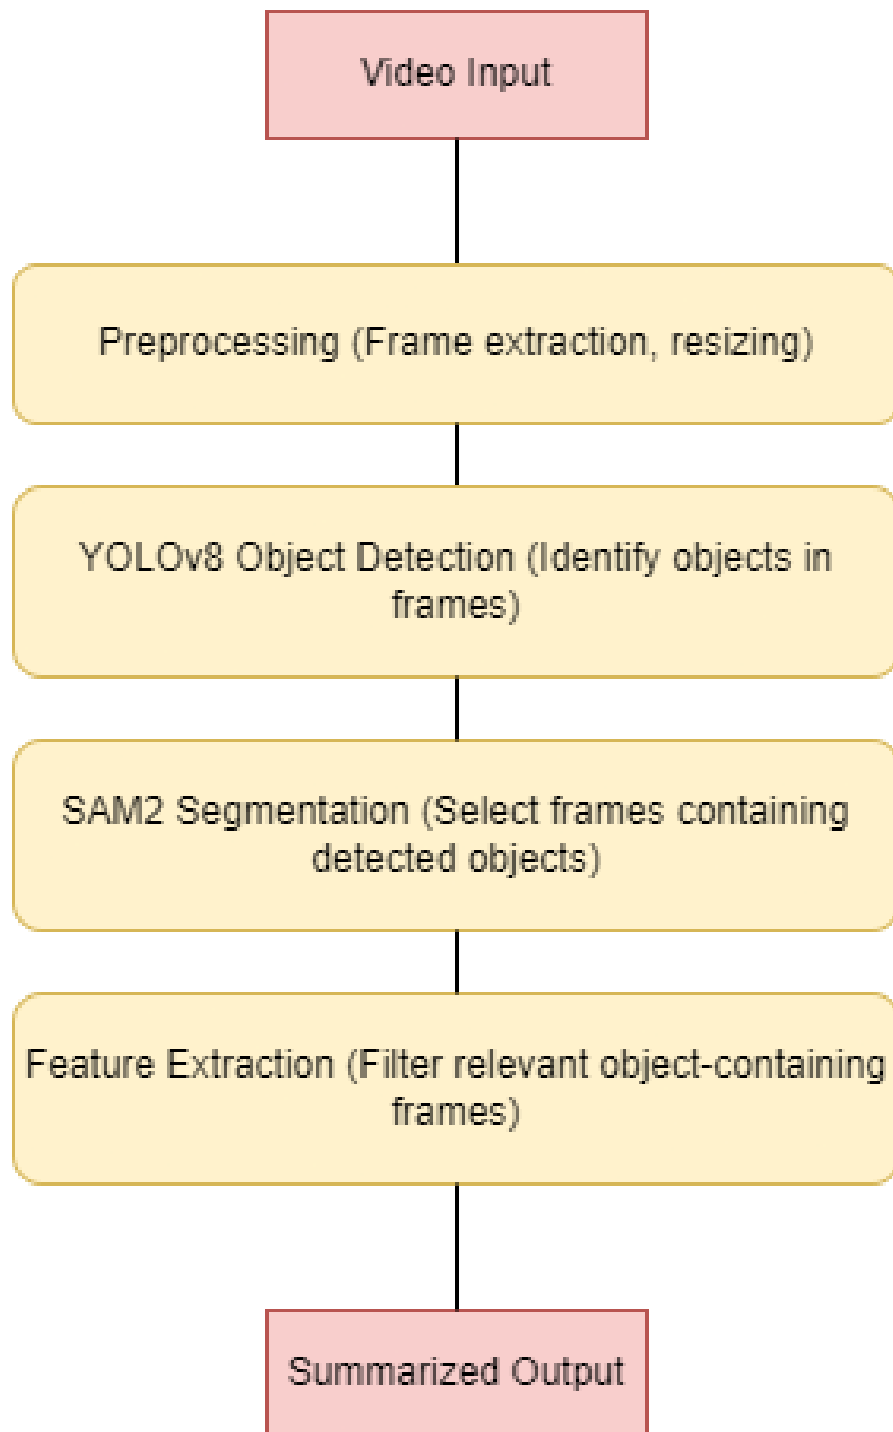 Video Input
Preprocessing (Frame extraction, resizing)
YOLOv8 Object Detection (Identify objects in
frames)
SAM2 Segmentation (Select frames containing
detected objects)
Feature Extraction (Filter relevant object-containing
frames)
Summarized Output